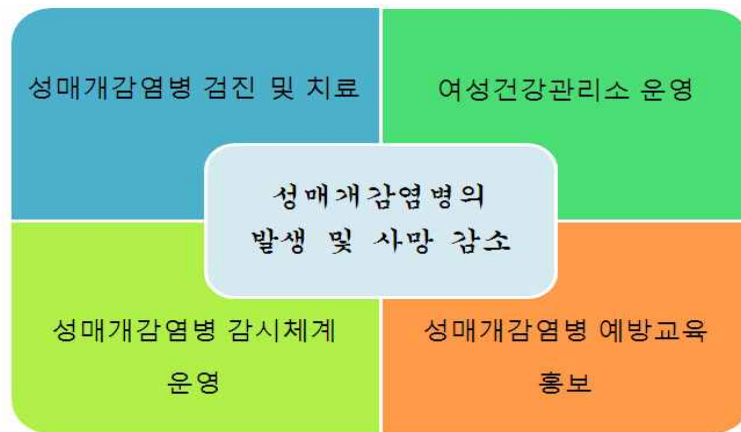 성매개감염병 검진 및 치료
여성건강관리소 운영
성매개감염병의
발생 및 사망 감소
성매개감염병 감시체계
운영
성매개감염병 예방교육
홍보